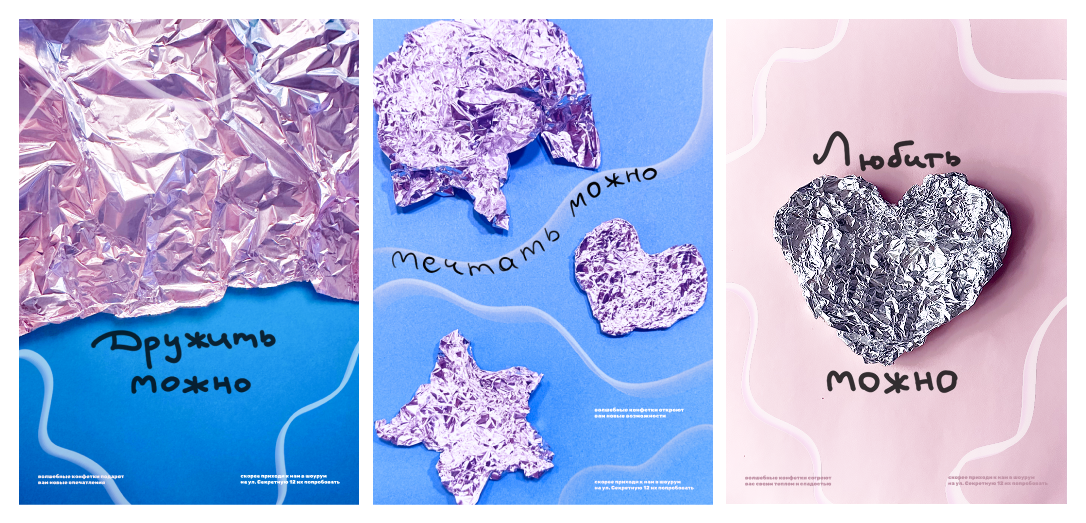 Дружить
можно
волшебные конфетки подарят
вам новые впечатления
скорее приходи к нам в шоурум
на ул. Секретную 12 их попробовать
мечтать можно
волшебные конфетки откроют
вам новые возможности
скорее приходи к нам в шоурум
на ул. Секретную 12 их попробовать
Любить
можно
волшебные конфетки согреют
вас своим теплом и сладостью
скорее приходи к нам в шоурум
на ул. Секретную 12 их попробовать